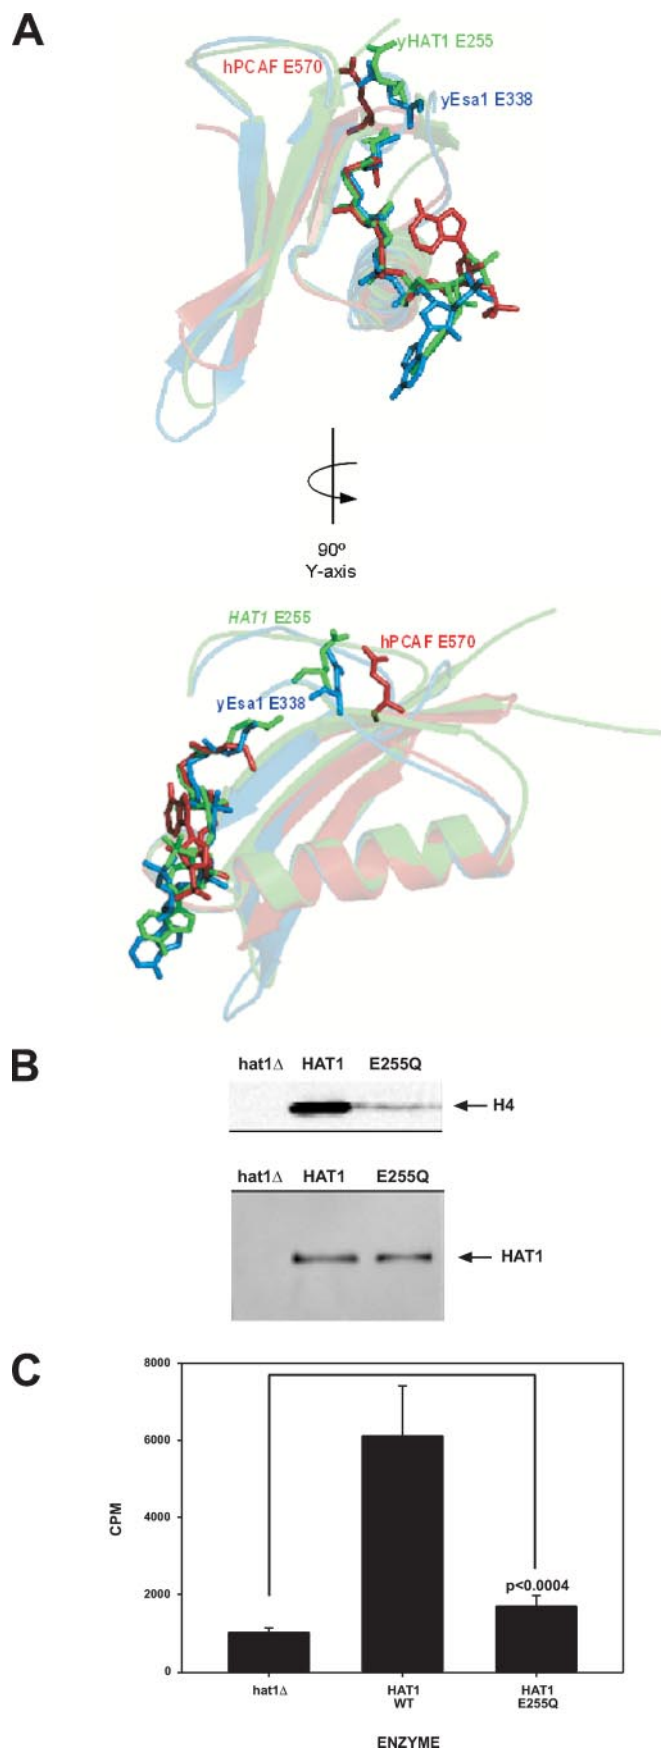 A
yHAT1 E255
hPCAF E570
yEsa1 E338
90º
Y-axis
HAT1 E255
hPCAF E570
yEsa1 E338
B
hat1Δ HAT1 E255Q
H4
hat1Δ HAT1 E255Q
HAT1
C
8000
6000
4000
2000
0
CPM
p<0.0004
hat1Δ HAT1 HAT1
WT E255Q
ENZYME